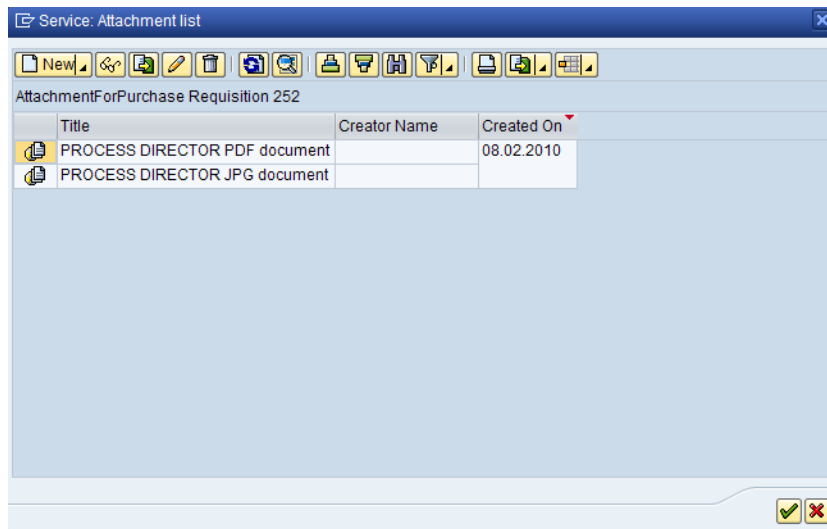 Service: Attachment list
New
AttachmentForPurchase Requisition 252
Title Creator Name Created On
PROCESS DIRECTOR PDF document 08.02.2010
PROCESS DIRECTOR JPG document